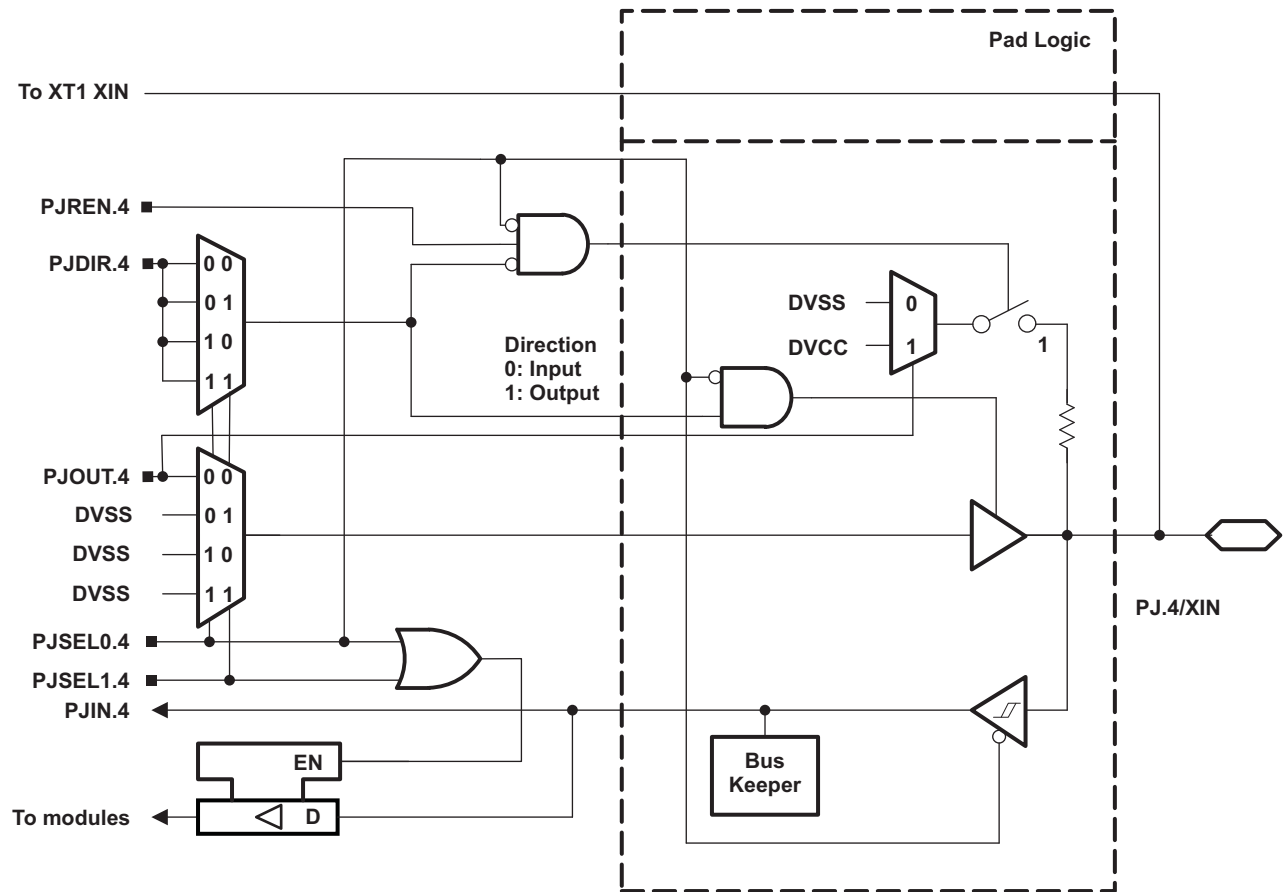 Pad Logic
To XT1 XIN
PJREN.4
PJDIR.4
0 0
0 1
1 0
1 1
Direction
0: Input
1: Output
DVSS
0
DVCC
1
1
PJOUT.4
0 0
DVSS
0 1
DVSS
1 0
DVSS
1 1
PJ.4/XIN
PJSEL0.4
PJSEL1.4
PJIN.4
Bus
Keeper
EN
To modules
D